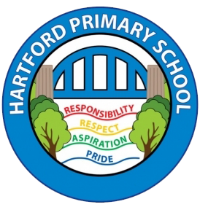 HARTFORD PRIMARY SCHOOL
RESPONSIBILITY
RESPECT
ASPIRATION
PRIDE